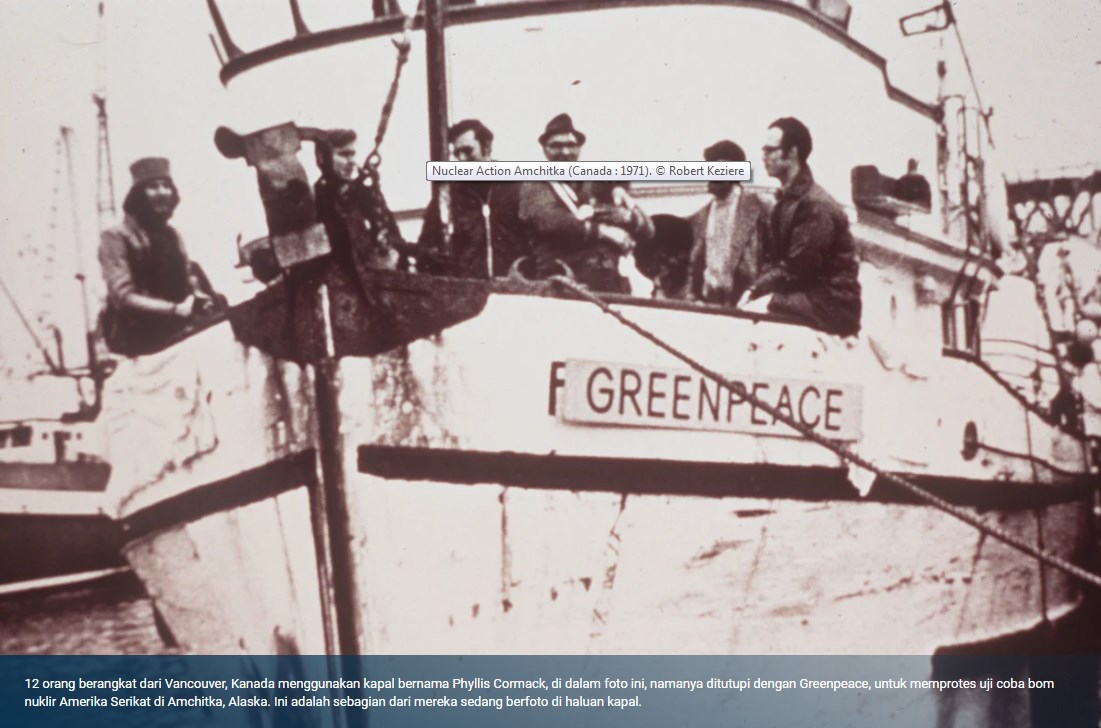 Nuclear Action Amchitka (Canada : 1971). © Robert Keziere
GREENPEACE
12 orang berangkat dari Vancouver, Kanada menggunakan kapal bernama Phyllis Cormack, di dalam foto ini, namanya ditutupi dengan Greenpeace, untuk memprotes uji coba bom
nuklir Amerika Serikat di Amchitka, Alaska. Ini adalah sebagian dari mereka sedang berfoto di haluan kapal.